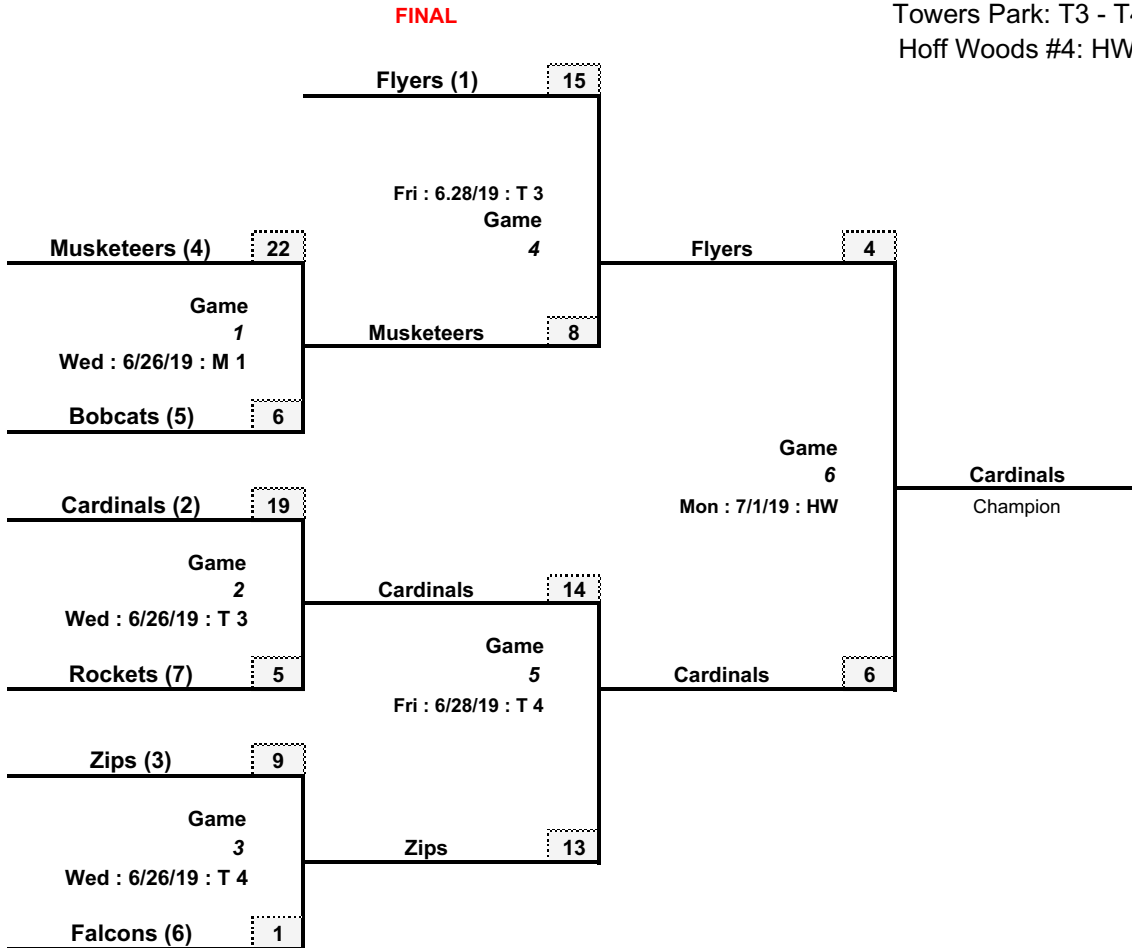 FINAL
Towers Park: T3 - T4
Hoff Woods #4: HW
Flyers (1) 15
Fri : 6.28/19 : T 3
Game
4
Musketeers (4) 22
Flyers 4
Game
1
Musketeers 8
Wed : 6/26/19 : M 1
Bobcats (5) 6
Game
6
Cardinals
Mon : 7/1/19 : HW
Champion
Cardinals (2) 19
Game
2
Cardinals 14
Wed : 6/26/19 : T 3
Game
5
Rockets (7) 5
Cardinals 6
Fri : 6/28/19 : T 4
Zips (3) 9
Game
3
Zips 13
Wed : 6/26/19 : T 4
Falcons (6) 1